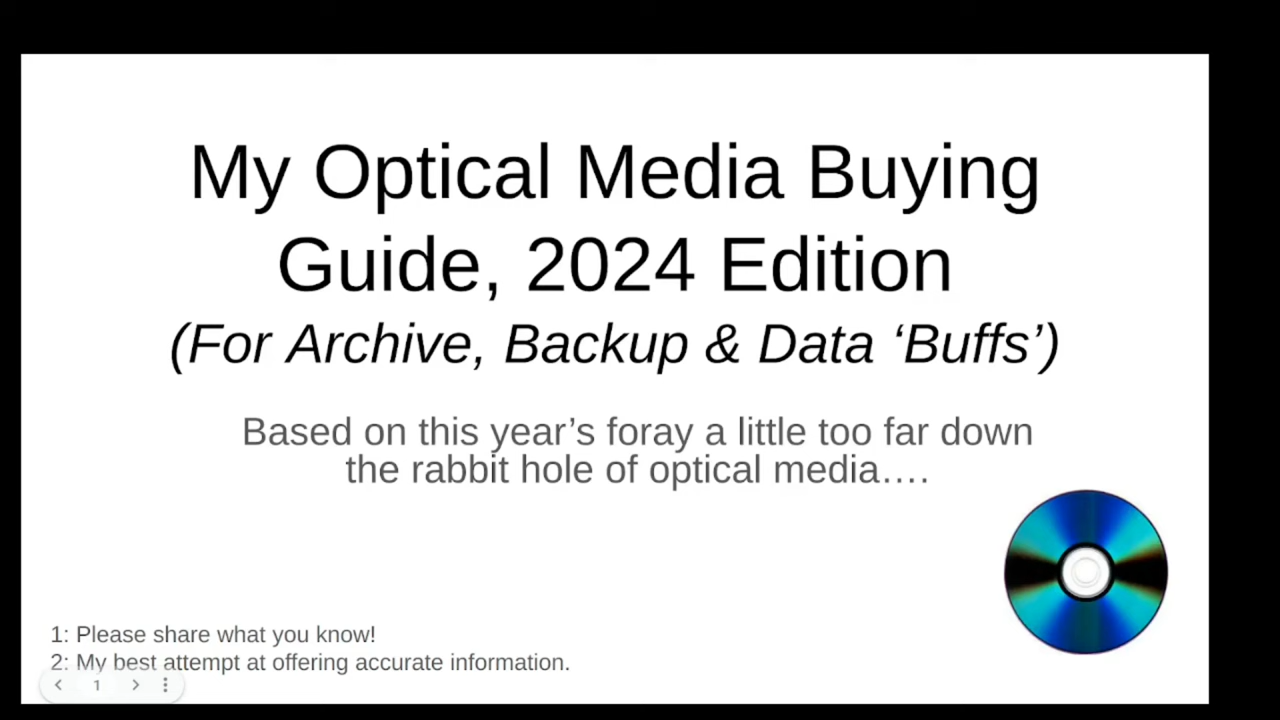 My Optical Media Buying
Guide, 2024 Edition
(For Archive, Backup & Data ‘Buffs’)
Based on this year’s foray a little too far down
the rabbit hole of optical media….
1: Please share what you know!
2: My best attempt at offering accurate information.
1